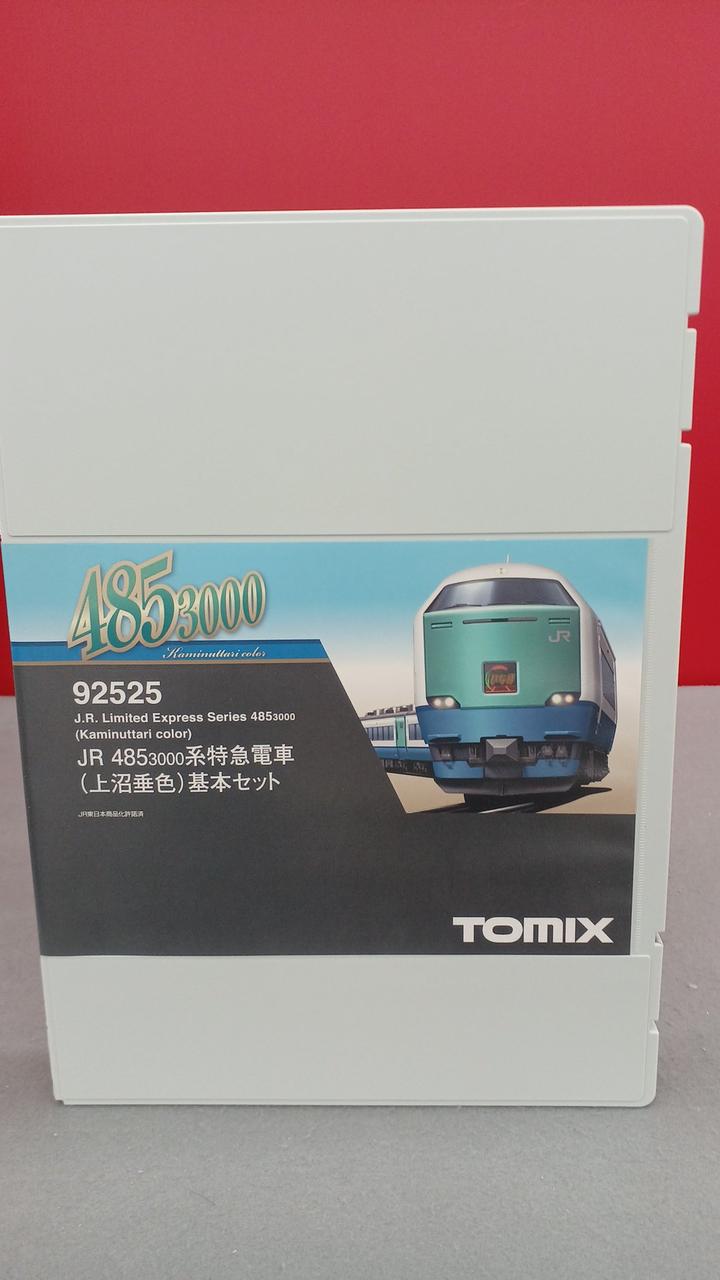 4853000
Kaminuttari color
92525
J.R. Limited Express Series 4853000
(Kaminuttari color)
JR 4853000系特急電車
(上沼垂色)基本セット
JR東日本商品化許諾済
JR
TOMIX